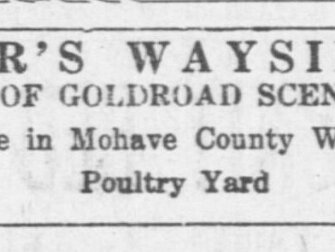 R'S WAYSI
OF GOLDROAD SCEN
e in Mohave County W
Poultry Yard